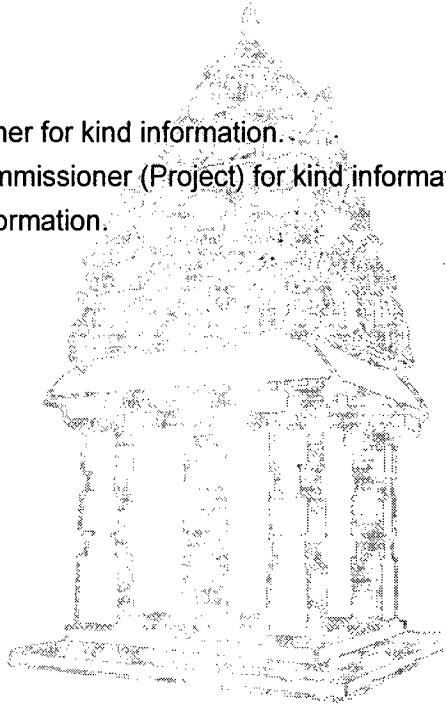 ner for kind information.
mmissioner (Project) for kind informat
ormation.